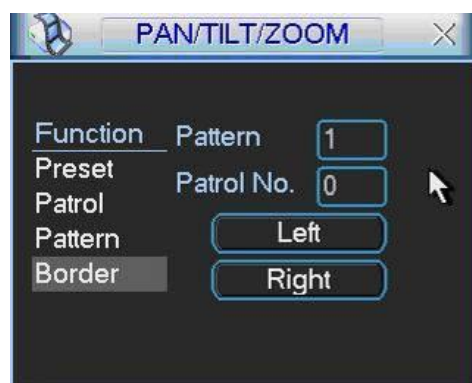 PAN/TILT/ZOOM
Function
Preset
Patrol
Pattern
Border
Pattern 1
Patrol No. 0
Left
Right